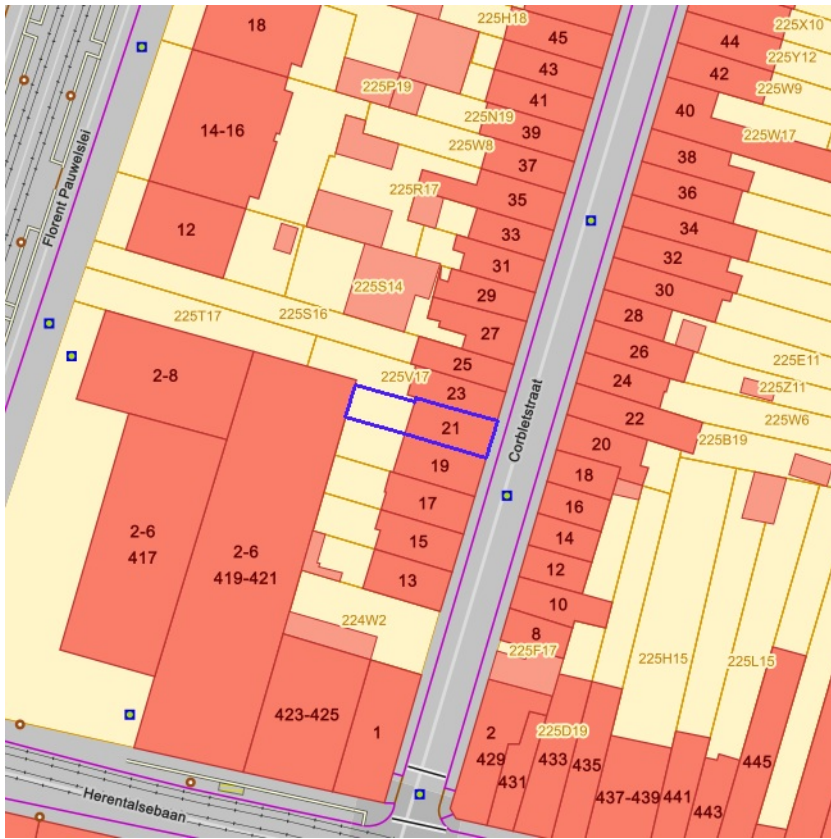 18
225H18
45
44
225X10
43
42
225Y12
225P19
41
40
225W9
14-16
225N19
39
225W17
225W8
37
38
Florent Pauwelslei
225R17
35
36
12
33
34
31
32
225S14
29
30
225T17
225S16
27
28
25
26
225E11
2-8
225V17
23
24
225Z11
21
22
225W6
Corbletstraat
20
225B19
19
18
17
16
2-6
417
15
14
2-6
419-421
13
12
10
224W2
8
225F17
225H15
225L15
423-425
1
2
429
225D19
431
433
435
445
437-439
441
443
Herentalsebaan